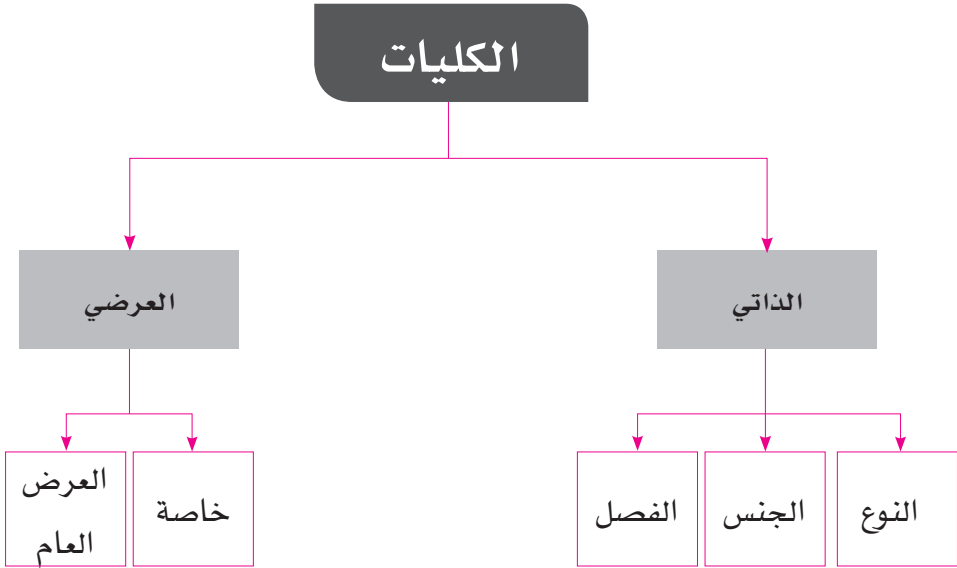 الكليات
الذاتي
العرضي
النوع
الجنس
الفصل
خاصة
العرض
العام